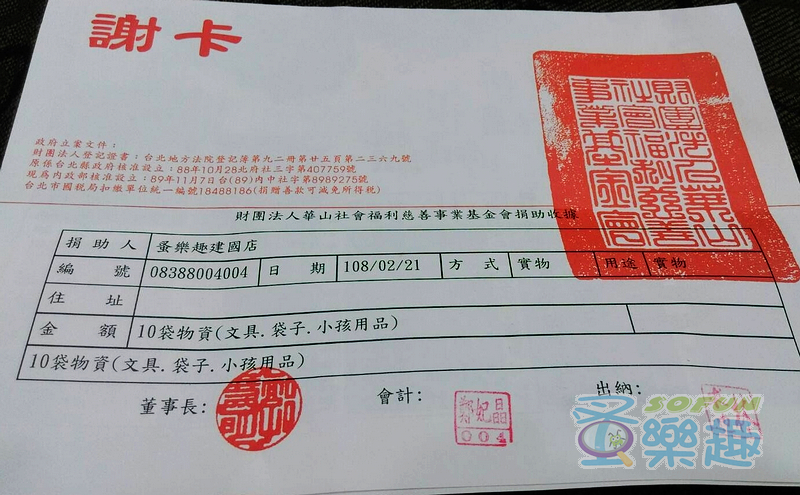 謝卡
政府立案文件：
財團法人登記證書：台北地方法院登記簿第九二冊第廿五頁第二三六九號
原係台北縣政府核准設立：88年10月28北府社三字第407759號
現爲內政部核准設立：89年11月7日台(89)內中社字第8989275號
台北市國稅局扣繳單位統一編號18488186(捐贈善款可減免所得稅)
財團法人華山社會福利慈善事業基金會捐助收據
捐助人 蚤樂趣建國店
編號 08388004004 日期 108/02/21 方式 實物 用途 實物
住址
金額 10袋物資(文具.袋子.小孩用品)
10袋物資(文具.袋子.小孩用品)
董事長： 會計： 出納：
鄭妃晶
004
SOFUN
蚤樂趣